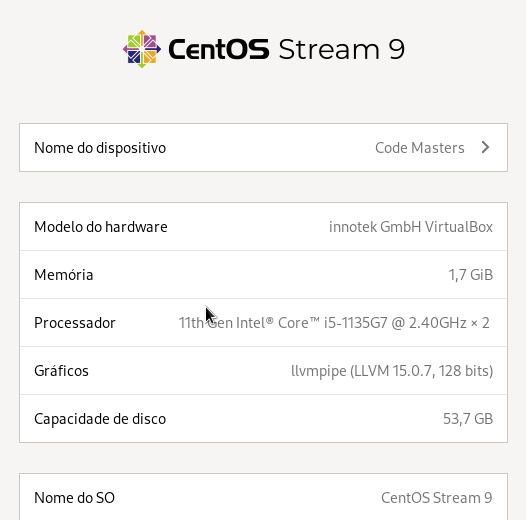 CentOS Stream 9
Nome do dispositivo Code Masters
Modelo do hardware innotek GmbH VirtualBox
Memória 1,7 GiB
Processador 11th Gen Intel® Core™ i5-1135G7 @ 2.40GHz × 2
Gráficos llvmpipe (LLVM 15.0.7, 128 bits)
Capacidade de disco 53,7 GB
Nome do SO CentOS Stream 9